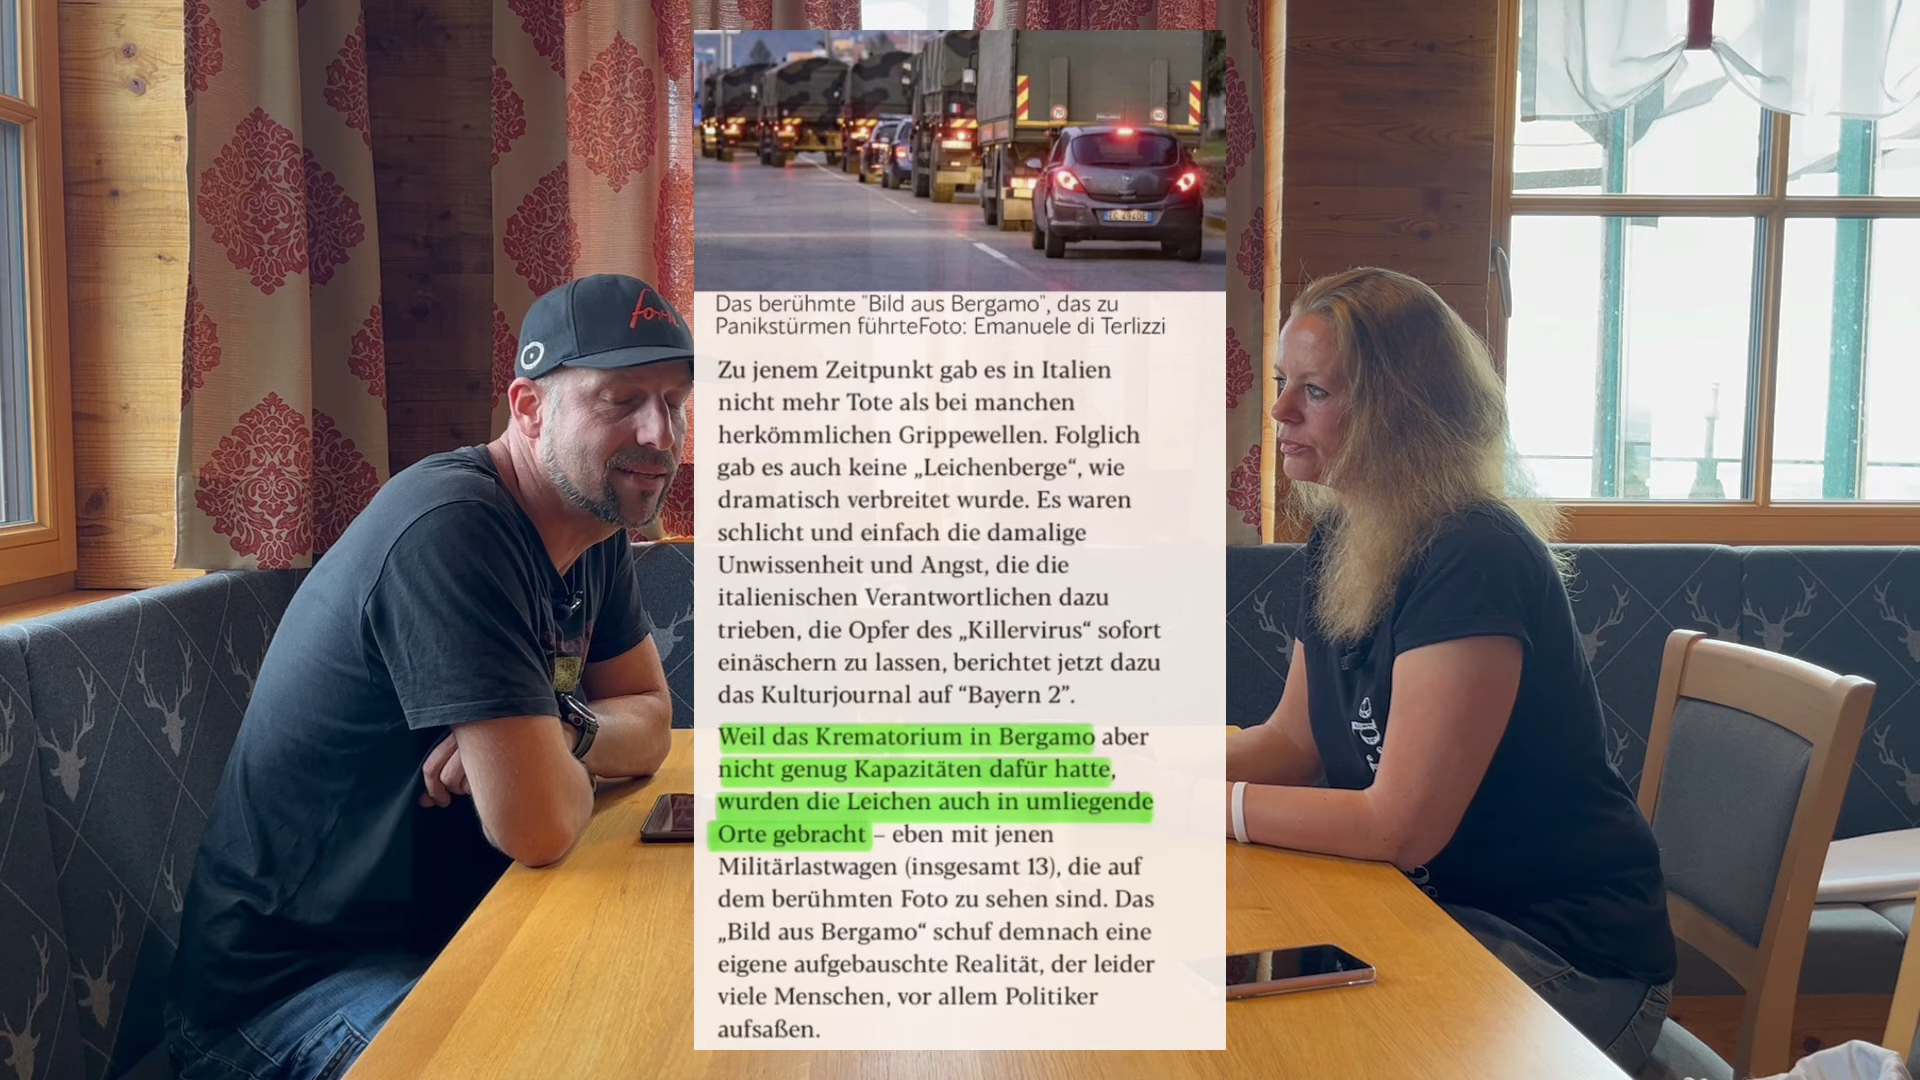 70
80
EC 494DE
Das berühmte "Bild aus Bergamo", das zu
Panikstürmen führteFoto: Emanuele di Terlizzi
Zu jenem Zeitpunkt gab es in Italien
nicht mehr Tote als bei manchen
herkömmlichen Grippewellen. Folglich
gab es auch keine „Leichenberge“, wie
dramatisch verbreitet wurde. Es waren
schlicht und einfach die damalige
Unwissenheit und Angst, die die
italienischen Verantwortlichen dazu
trieben, die Opfer des „Killervirus“ sofort
einäschern zu lassen, berichtet jetzt dazu
das Kulturjournal auf “Bayern 2”.
Weil das Krematorium in Bergamo aber
nicht genug Kapazitäten dafür hatte,
wurden die Leichen auch in umliegende
Orte gebracht – eben mit jenen
Militärlastwagen (insgesamt 13), die auf
dem berühmten Foto zu sehen sind. Das
„Bild aus Bergamo“ schuf demnach eine
eigene aufgebauschte Realität, der leider
viele Menschen, vor allem Politiker
aufsaßen.